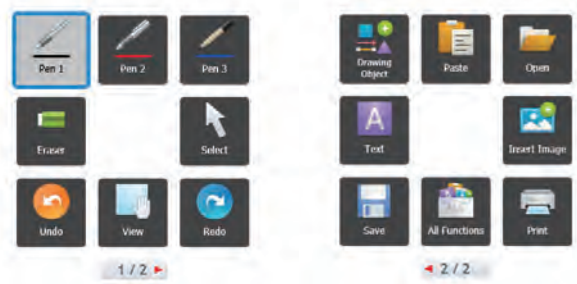 Pen 1
Pen 2
Pen 3
Eraser
Select
Undo
View
Redo
1 / 2
Drawing
Object
Paste
Open
A
Text
Insert Image
Save
All Functions
Print
2 / 2